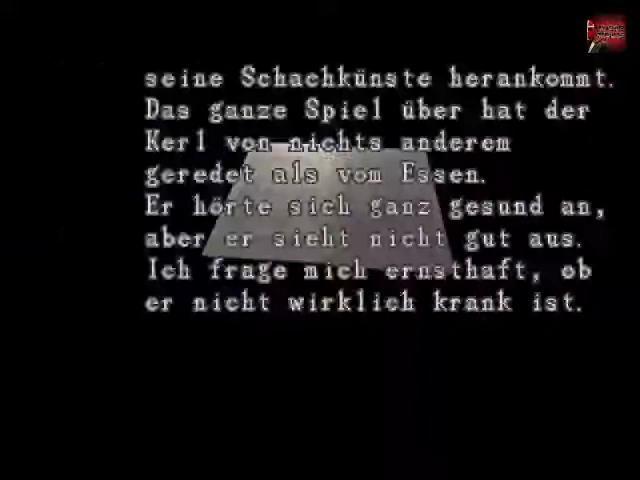 seine Schachkünste herankommt.
Das ganze Spiel über hat der
Kerl von nichts anderem
geredet als vom Essen.
Er hörte sich ganz gesund an,
aber er sieht nicht gut aus.
Ich frage mich ernsthaft, ob
er nicht wirklich krank ist.